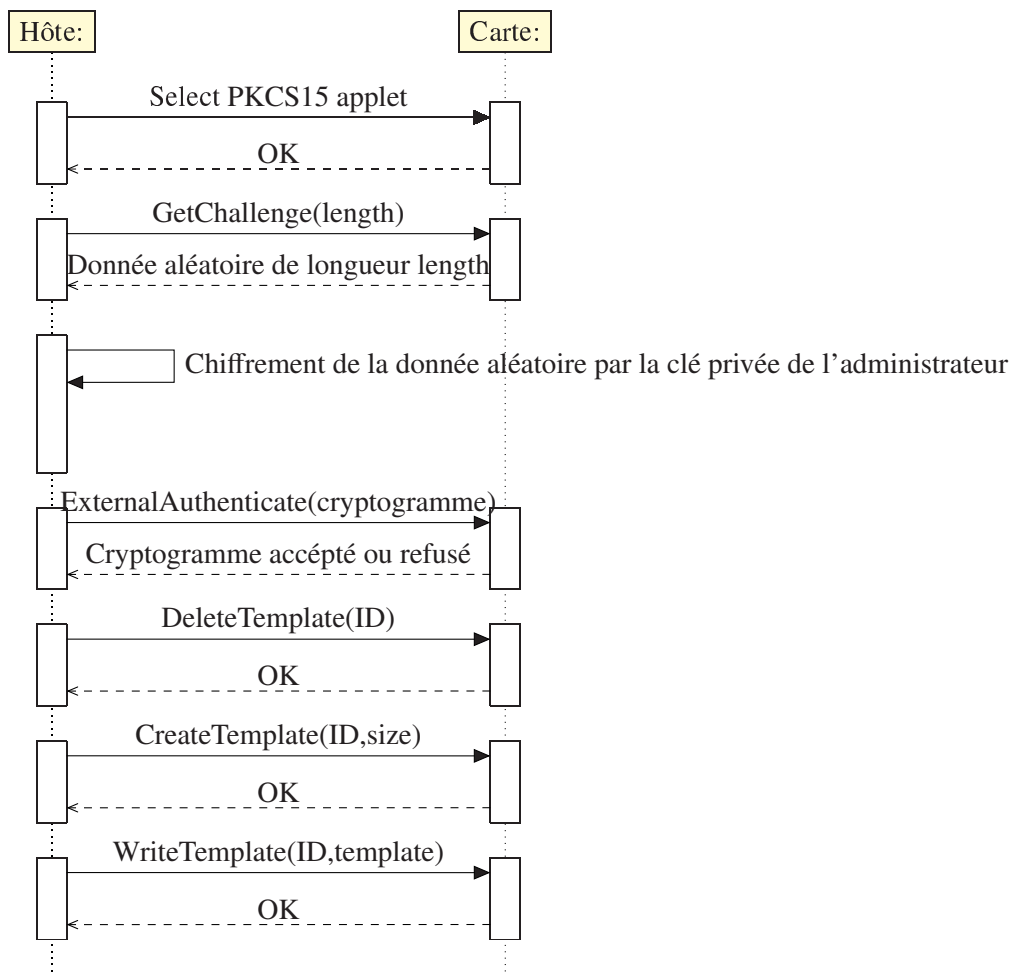 Hôte:
Carte:
Select PKCS15 applet
OK
GetChallenge(length)
Donnée aléatoire de longueur length
Chiffrement de la donnée aléatoire par la clé privée de l'administrateur
ExternalAuthenticate(cryptogramme)
Cryptogramme accépté ou refusé
DeleteTemplate(ID)
OK
CreateTemplate(ID,size)
OK
WriteTemplate(ID,template)
OK